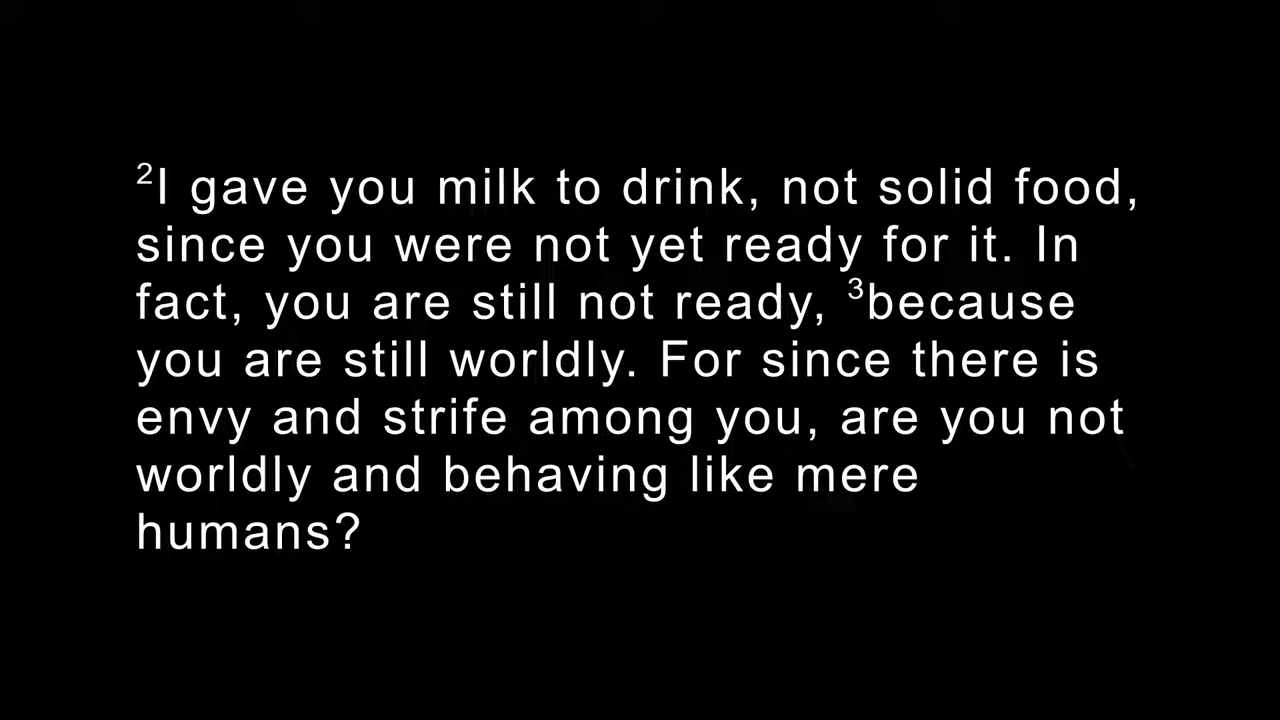 ²I gave you milk to drink, not solid food,
since you were not yet ready for it. In
fact, you are still not ready, ³because
you are still worldly. For since there is
envy and strife among you, are you not
worldly and behaving like mere
humans?